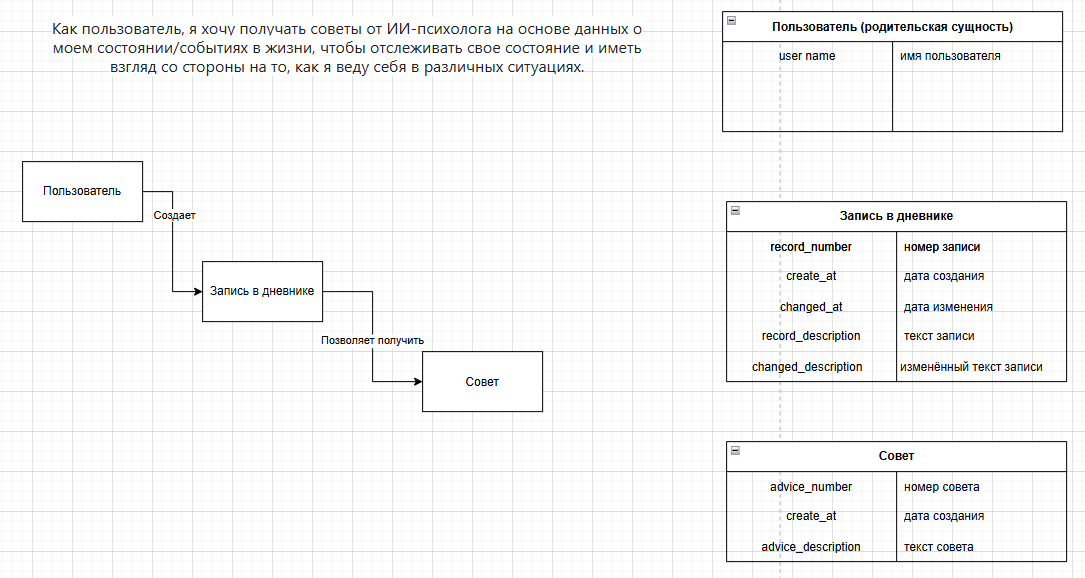 Как пользователь, я хочу получать советы от ИИ-психолога на основе данных о
моем состоянии/событиях в жизни, чтобы отслеживать свое состояние и иметь
взгляд со стороны на то, как я веду себя в различных ситуациях.
Пользователь
Создает
Запись в дневнике
Позволяет получить
Совет
Пользователь (родительская сущность)
user name имя пользователя
Запись в дневнике
record_number номер записи
create_at дата создания
changed_at дата изменения
record_description текст записи
changed_description изменённый текст записи
Совет
advice_number номер совета
create_at дата создания
advice_description текст совета